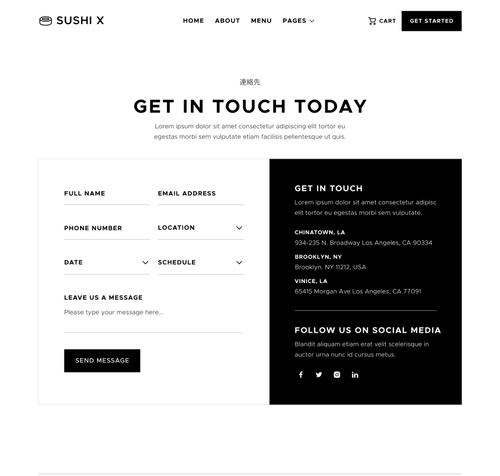 SUSHI X
HOME ABOUT MENU PAGES
CART GET STARTED
連絡先
GET IN TOUCH TODAY
Lorem ipsum dolor sit amet consectetur adipiscing elit tortor eu
egestas morbi sem vulputate etiam facilisis pellentesque ut quis.
FULL NAME
EMAIL ADDRESS
PHONE NUMBER
LOCATION
DATE
SCHEDULE
LEAVE US A MESSAGE
Please type your message here...
SEND MESSAGE
GET IN TOUCH
Lorem ipsum dolor sit amet consectetur adipisc
elit tortor eu egestas morbi sem vulputate.
CHINATOWN, LA
934-235 N. Broadway Los Angeles, CA 90334
BROOKLYN, NY
Brooklyn. NY 11212, USA
VINICE, LA
65415 Morgan Ave Los Angeles, CA 77091
FOLLOW US ON SOCIAL MEDIA
Blandit aliquam etiam erat velit scelerisque in
auctor urna nunc id cursus metus.